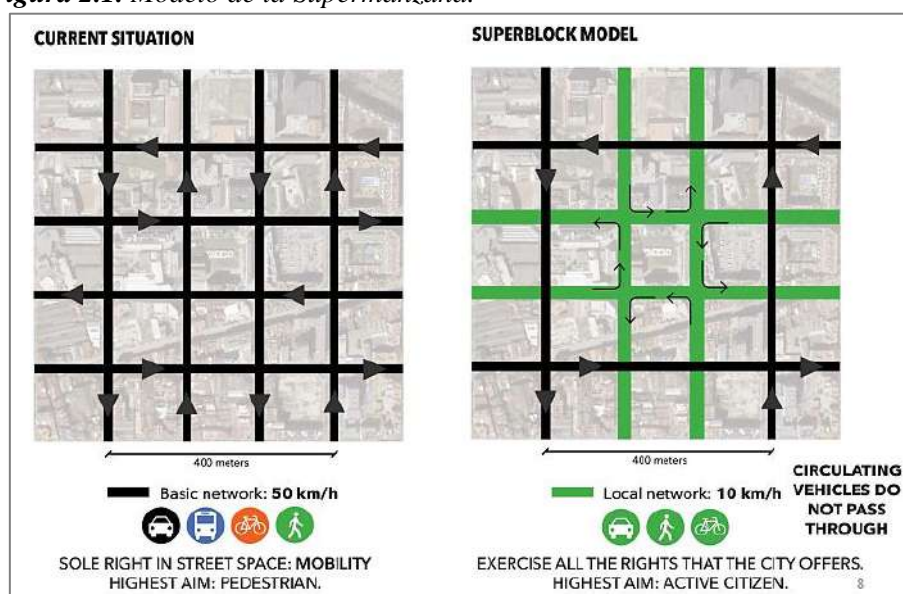 igura 2.1. Modelo de la Supermanzana.
CURRENT SITUATION
SUPERBLOCK MODEL
400 meters
400 meters
Basic network: 50 km/h
Local network: 10 km/h
CIRCULATING
VEHICLES DO
NOT PASS
THROUGH
SOLE RIGHT IN STREET SPACE: MOBILITY
HIGHEST AIM: PEDESTRIAN.
EXERCISE ALL THE RIGHTS THAT THE CITY OFFERS.
HIGHEST AIM: ACTIVE CITIZEN.
8